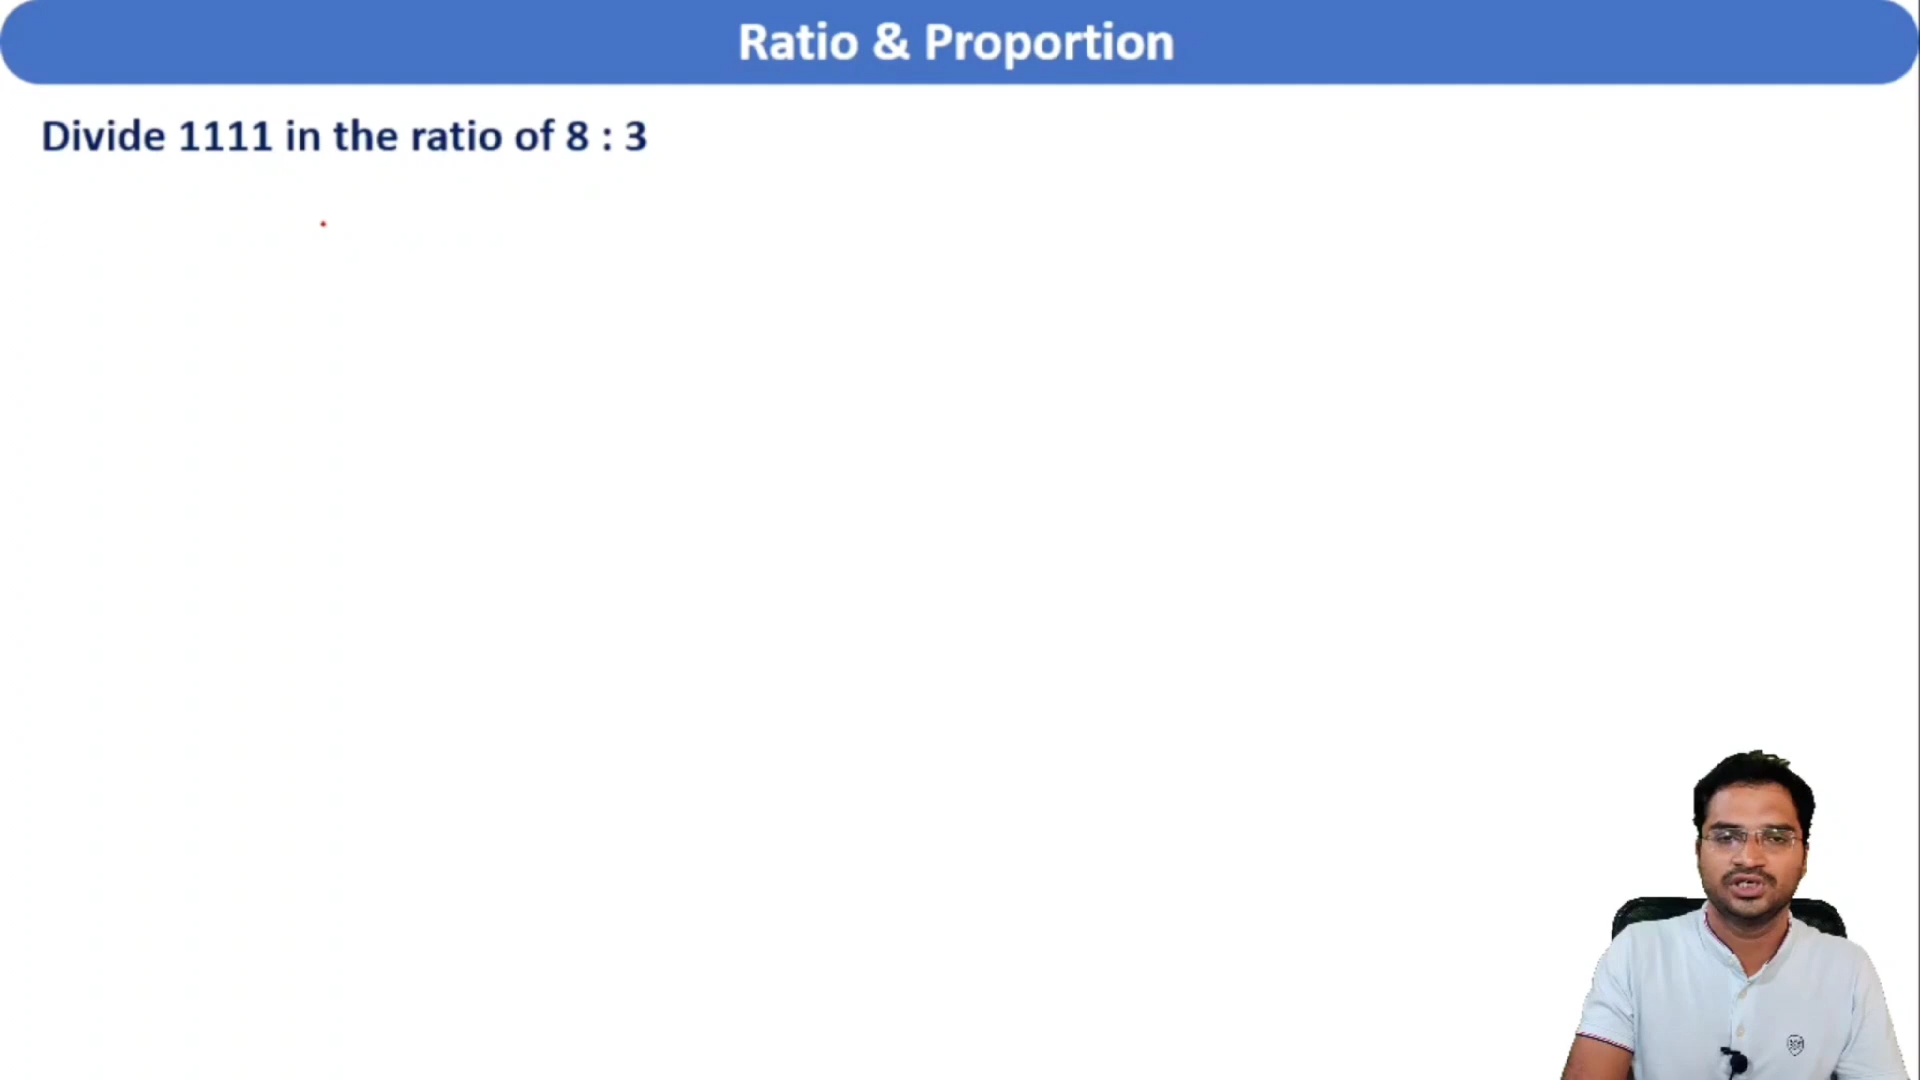 Ratio & Proportion
Divide 1111 in the ratio of 8 : 3